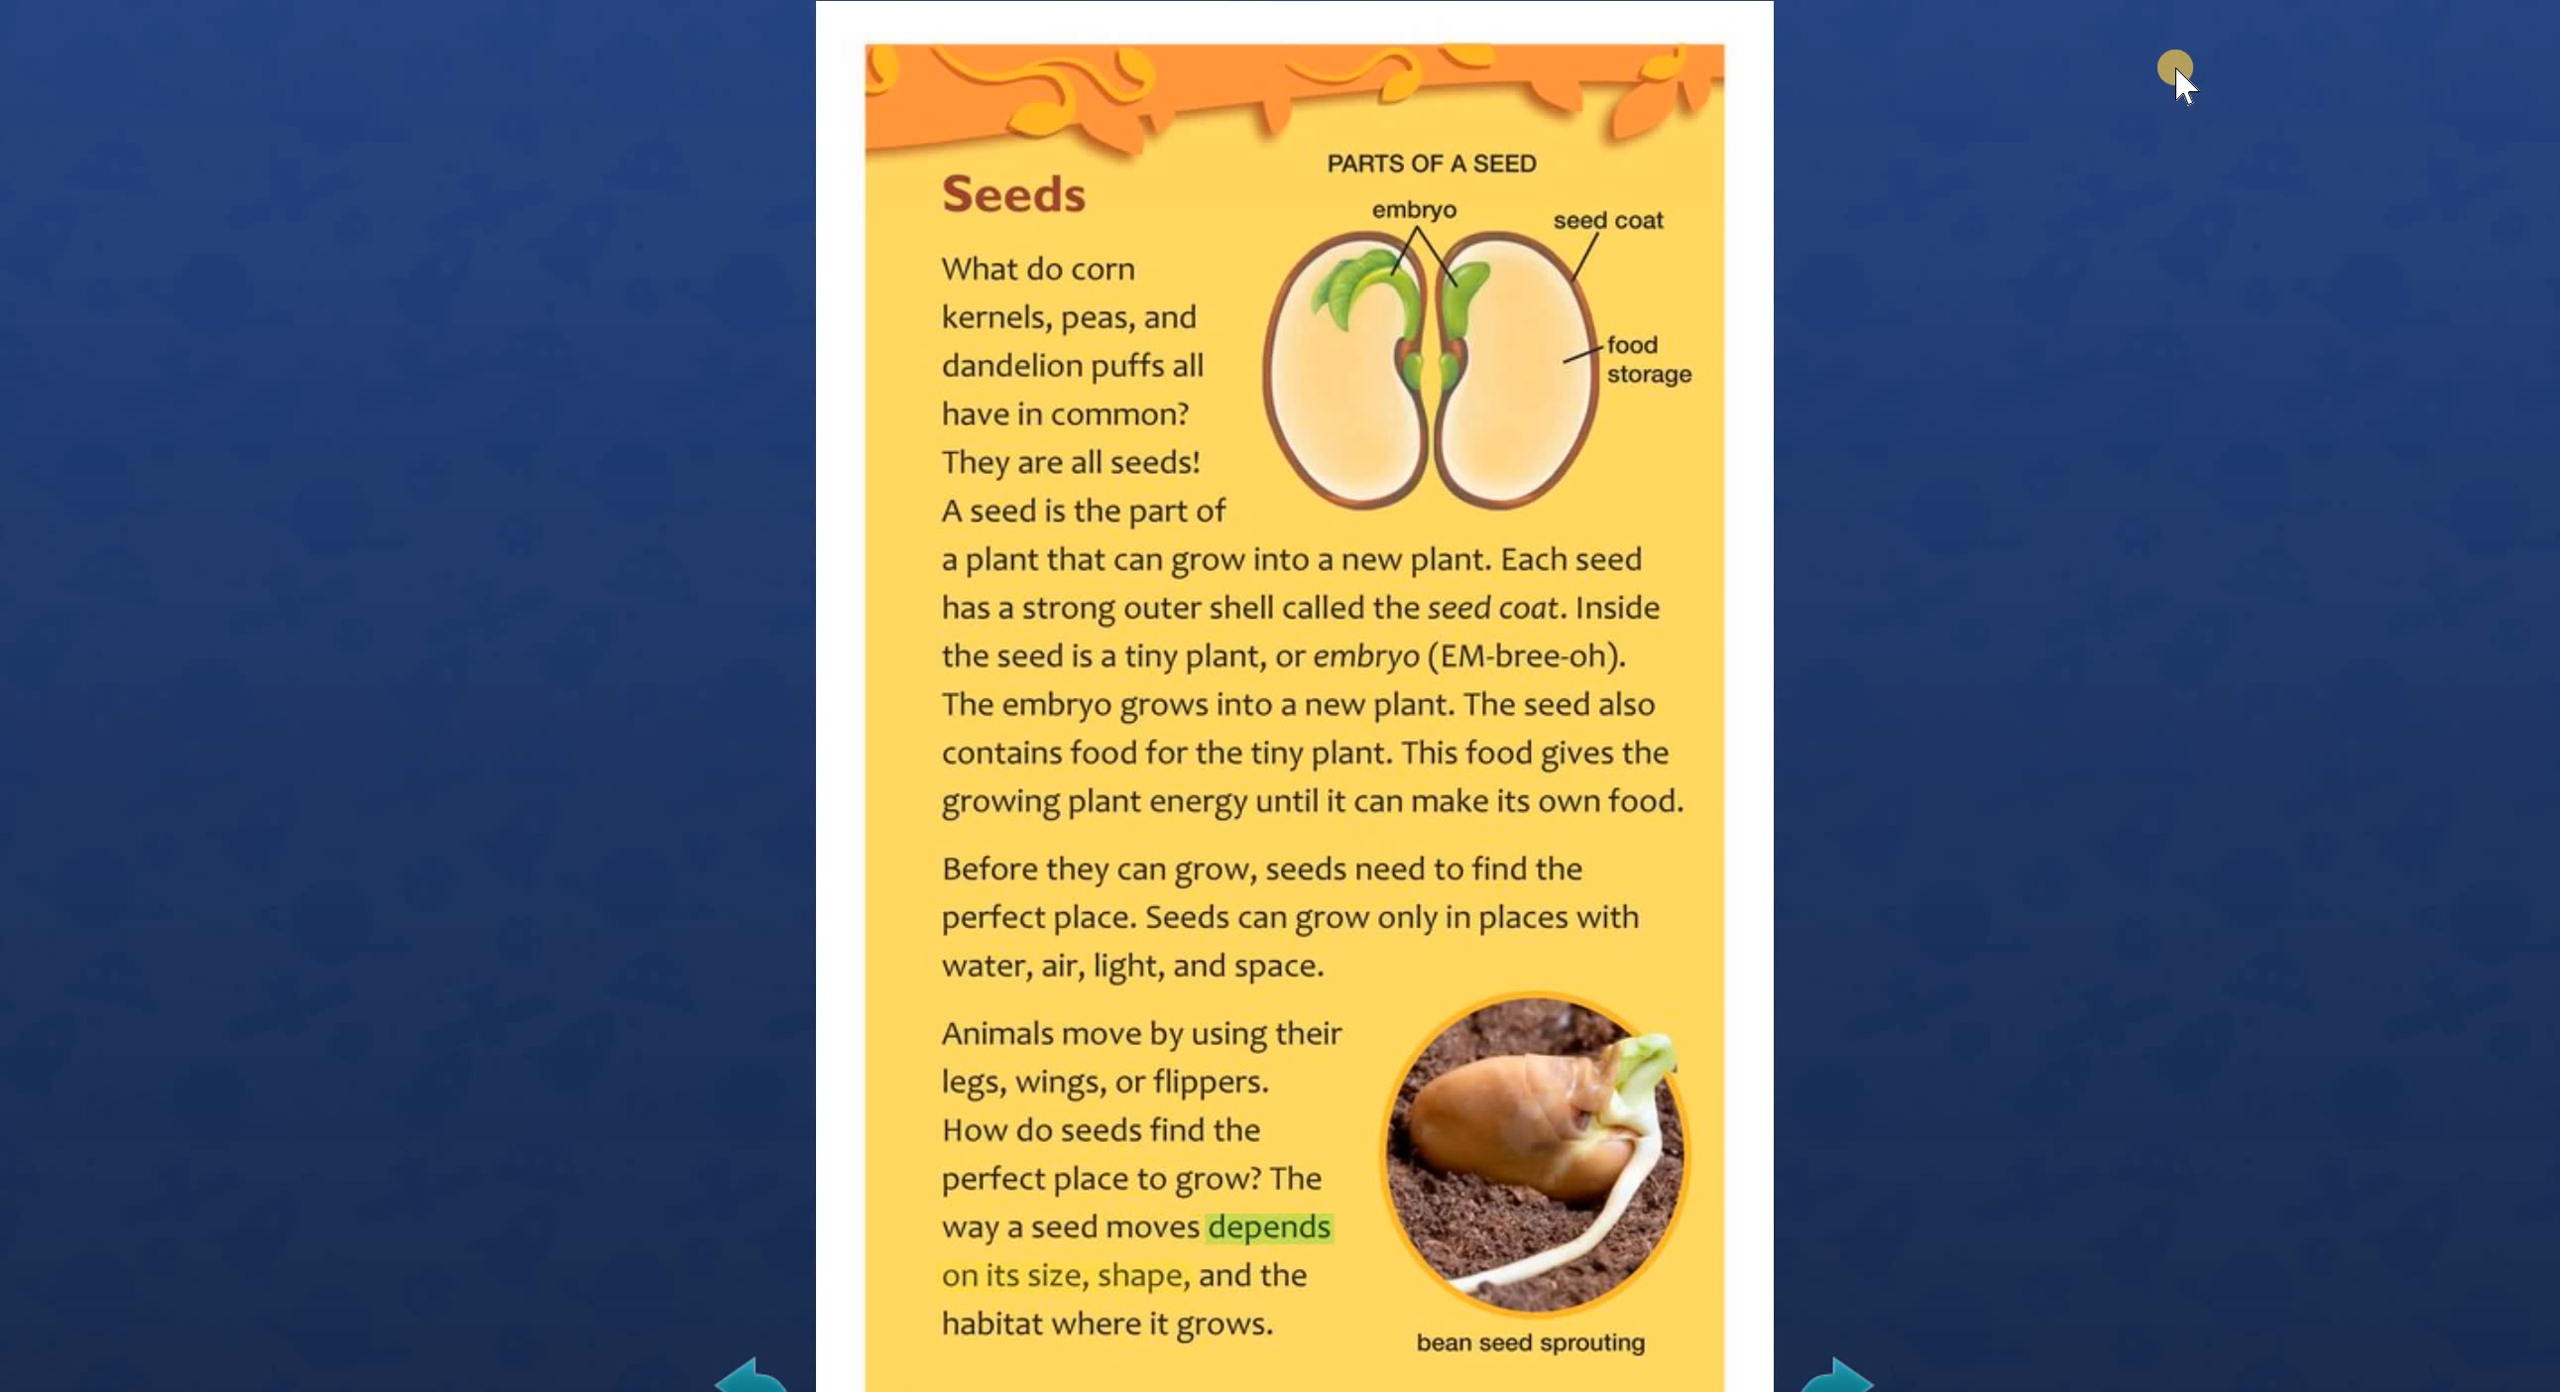 PARTS OF A SEED
Seeds
embryo
seed coat
food
storage
What do corn
kernels, peas, and
dandelion puffs all
have in common?
They are all seeds!
A seed is the part of
a plant that can grow into a new plant. Each seed
has a strong outer shell called the seed coat. Inside
the seed is a tiny plant, or embryo (EM-bree-oh).
The embryo grows into a new plant. The seed also
contains food for the tiny plant. This food gives the
growing plant energy until it can make its own food.
Before they can grow, seeds need to find the
perfect place. Seeds can grow only in places with
water, air, light, and space.
Animals move by using their
legs, wings, or flippers.
How do seeds find the
perfect place to grow? The
way a seed moves depends
on its size, shape, and the
habitat where it grows.
bean seed sprouting